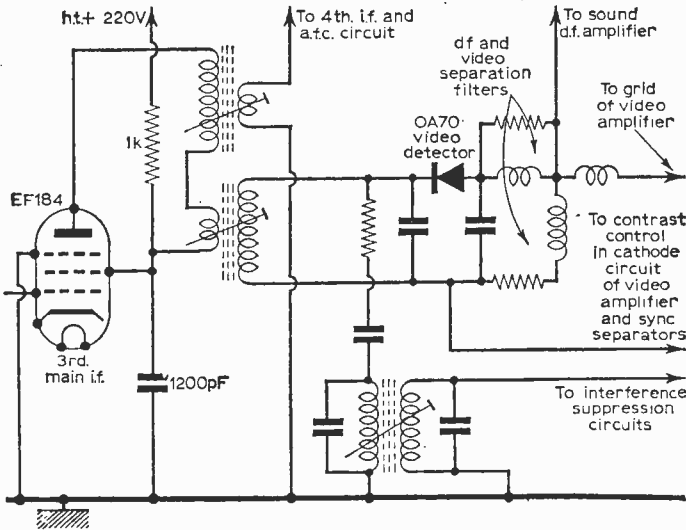 h.t.+ 220V
To 4th. i.f. and
a.f.c. circuit
To sound
d.f. amplifier
df and
video
separation
filters
To grid
of video
amplifier
OA70
video
detector
1k
EF184
3rd.
main i.f.
1200pF
To contrast
control
in cathode
circuit
of video
amplifier
and sync
separators
To interference
suppression
circuits